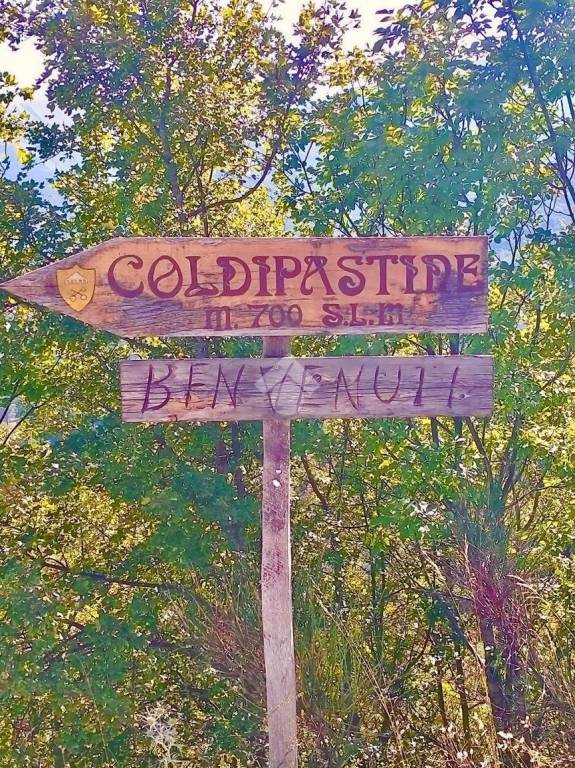 COLDIPASTINE
m. 700 S.L.M
BENVENUTI